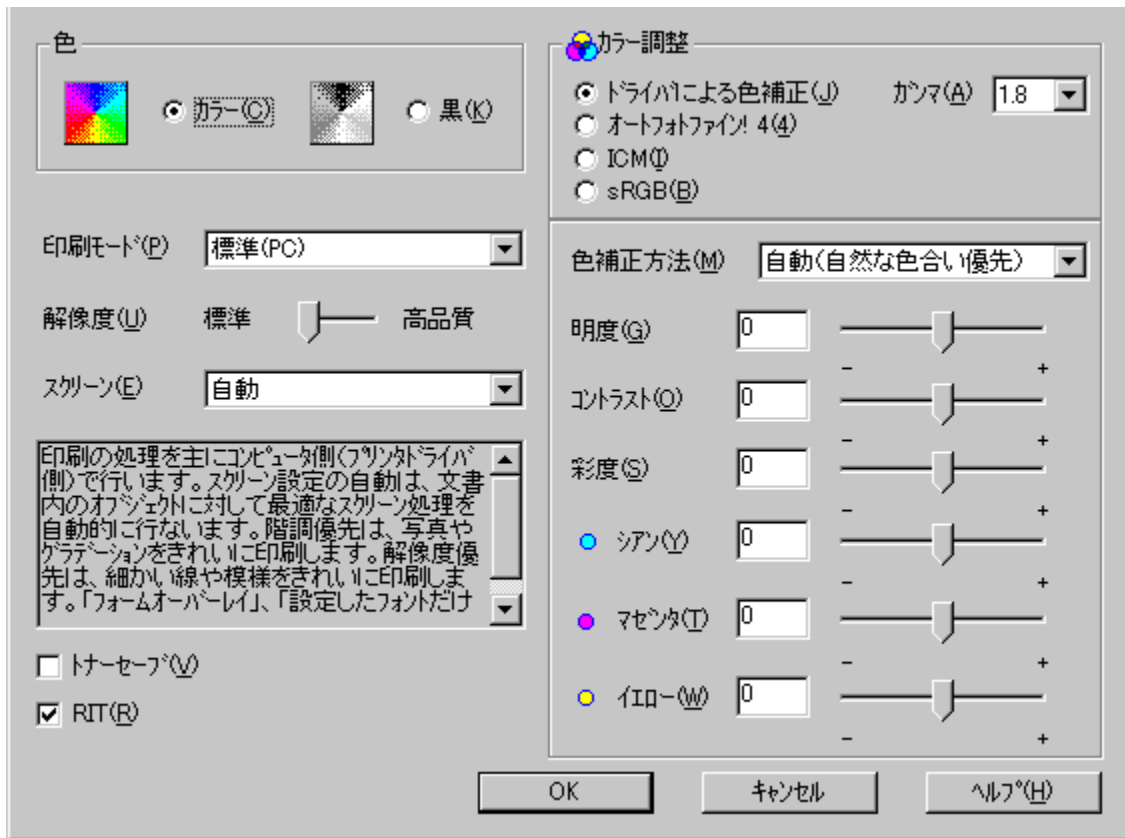 色
カラー(C)
黒(K)
印刷モード(P)
標準(PC)
解像度(U)
標準
高品質
スクリーン(E)
自動
印刷の処理を主にコンピュータ側(プリンタドライバ
側)で行います。スクリーン設定の自動は、文書
内のオブジェクトに対して最適なスクリーン処理を
自動的に行ないます。階調優先は、写真や
グラデーションをきれいに印刷します。解像度優
先は、細かい線や模様をきれいに印刷しま
す。「フォームオーバーレイ」、「設定したフォントだけ
トナーセーブ(V)
RIT(R)
カラー調整
ドライバによる色補正(J)
ガンマ(A)
1.8
オートフォトファイン! 4(4)
ICM(I)
sRGB(B)
色補正方法(M)
自動(自然な色合い優先)
明度(G)
0
- +
コントラスト(O)
0
- +
彩度(S)
0
- +
シアン(Y)
0
- +
マゼンタ(T)
0
- +
イエロー(W)
0
- +
OK
キャンセル
ヘルプ(H)